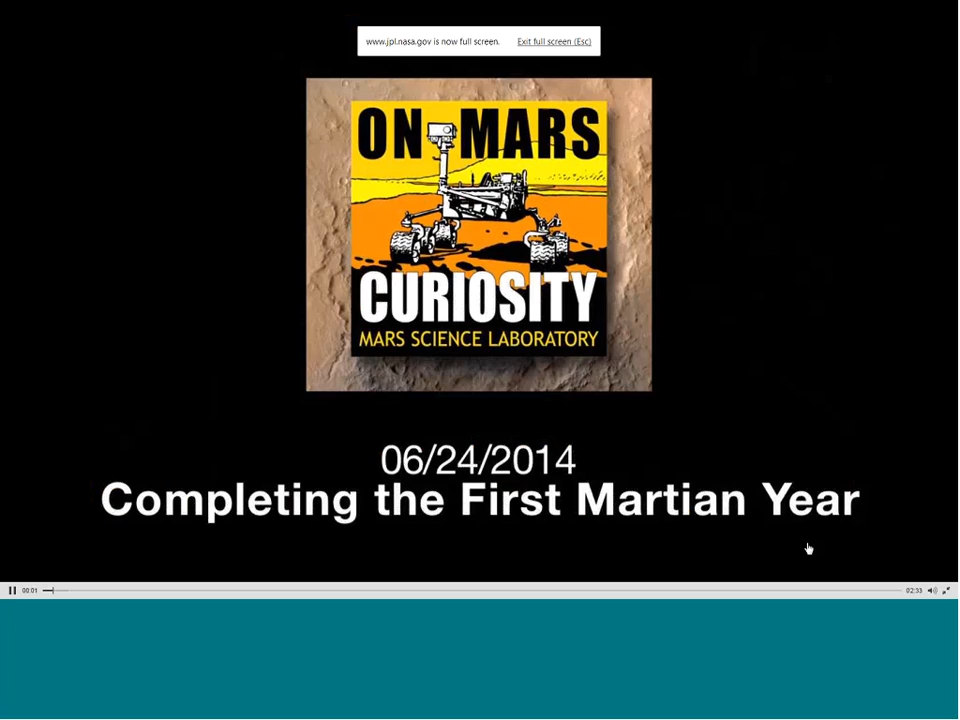 www.jpl.nasa.gov is now full screen. Exit full screen (Esc)
ON MARS
CURIOSITY
MARS SCIENCE LABORATORY
06/24/2014
Completing the First Martian Year
00:01 02:33